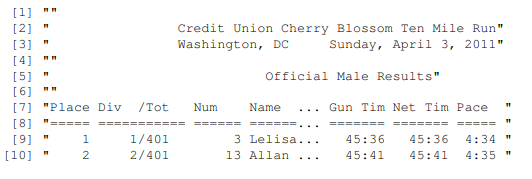 [1] ""
[2] "                 Credit Union Cherry Blossom Ten Mile Run"
[3] "                 Washington, DC     Sunday, April 3, 2011"
[4] ""
[5] "                             Official Male Results"
[6] ""
[7] "Place Div  /Tot   Num    Name  ... Gun Tim Net Tim Pace  "
[8] "===== =========== ====== ======... ======= ======= ===== "
[9] "    1      1/401       3 Lelisa...   45:36   45:36  4:34 "
[10] "    2      2/401      13 Allan ...   45:41   45:41  4:35 "